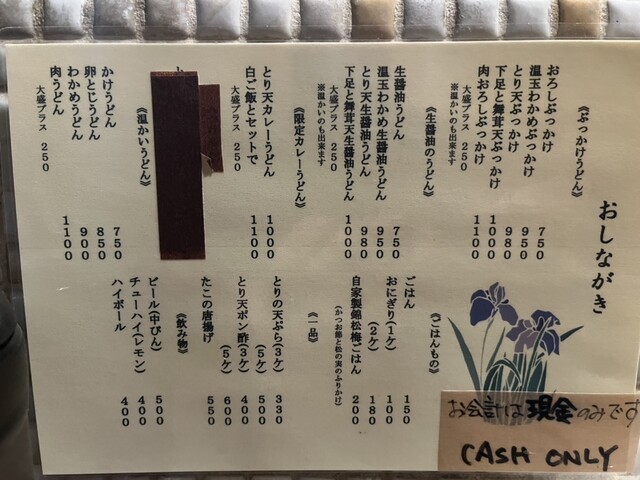 おしながき
《ぶっかけうどん》
おろしぶっかけ 750
温玉わかめぶっかけ 950
とり天ぶっかけ 980
下足と舞茸天ぶっかけ 1000
肉おろしぶっかけ 1100
大盛プラス 250
※温かいのも出来ます
《生醤油のうどん》
生醤油うどん 750
温玉わかめ生醤油うどん 950
とり天生醤油うどん 980
下足と舞茸天生醤油うどん 1000
大盛プラス 250
※温かいのも出来ます
《限定カレーうどん》
とり天カレーうどん 1000
白ご飯とセットで 1100
大盛プラス 250
《温かいうどん》
かけうどん 750
卵とじうどん 850
わかめうどん 900
肉うどん 1100
大盛プラス 250
《ごはんもの》
ごはん 150
おにぎり(1ケ) 100
(2ケ) 180
自家製錦松梅ごはん 200
(かつお節と松の実のふりかけ)
《一品》
とりの天ぷら(3ケ) 330
(5ケ) 500
とり天ポン酢(3ケ) 400
(5ケ) 600
たこの唐揚げ 550
《飲み物》
ビール(中びん) 500
チューハイ(レモン) 400
ハイボール 400
お会計は現金のみです
CASH ONLY